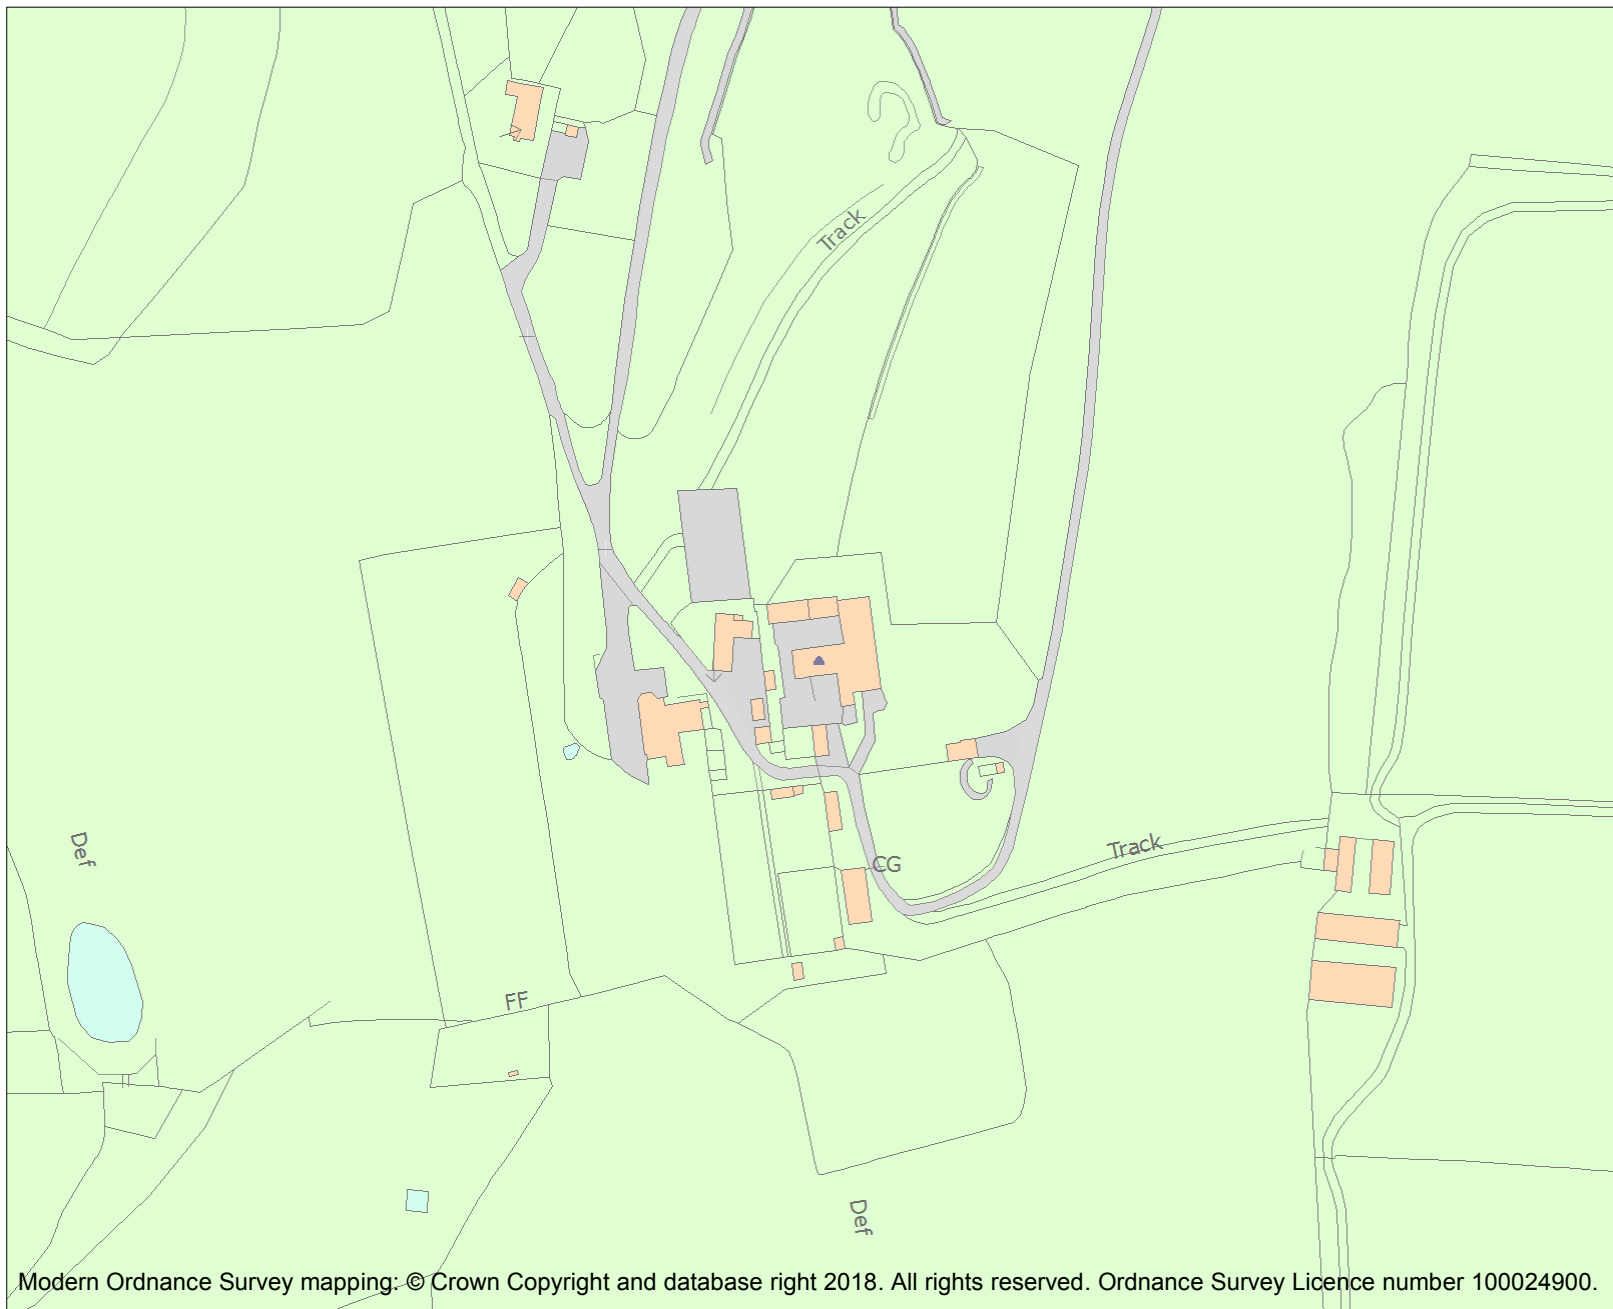 Track
Def
CG
Track
FF
Def
Modern Ordnance Survey mapping: © Crown Copyright and database right 2018. All rights reserved. Ordnance Survey Licence number 100024900.